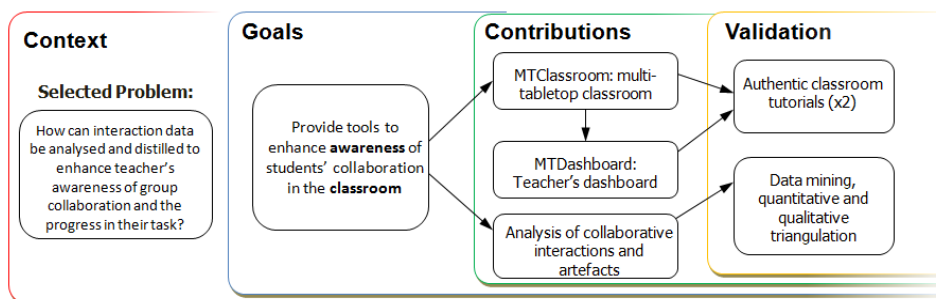 Context
Selected Problem:
How can interaction data
be analysed and distilled to
enhance teacher's
awareness of group
collaboration and the
progress in their task?
Goals
Provide tools to
enhance awareness of
students' collaboration
in the classroom
Contributions
MTClassroom: multi-
tabletop classroom
MTDashboard:
Teacher's dashboard
Analysis of collaborative
interactions and
artefacts
Validation
Authentic classroom
tutorials (x2)
Data mining,
quantitative and
qualitative
triangulation